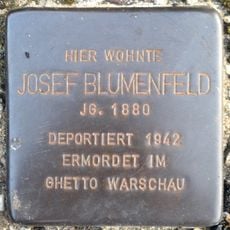 HIER WOHNTE
JOSEF BLUMENFELD
JG. 1880
DEPORTIERT 1942
ERMORDET IM
GHETTO WARSCHAU